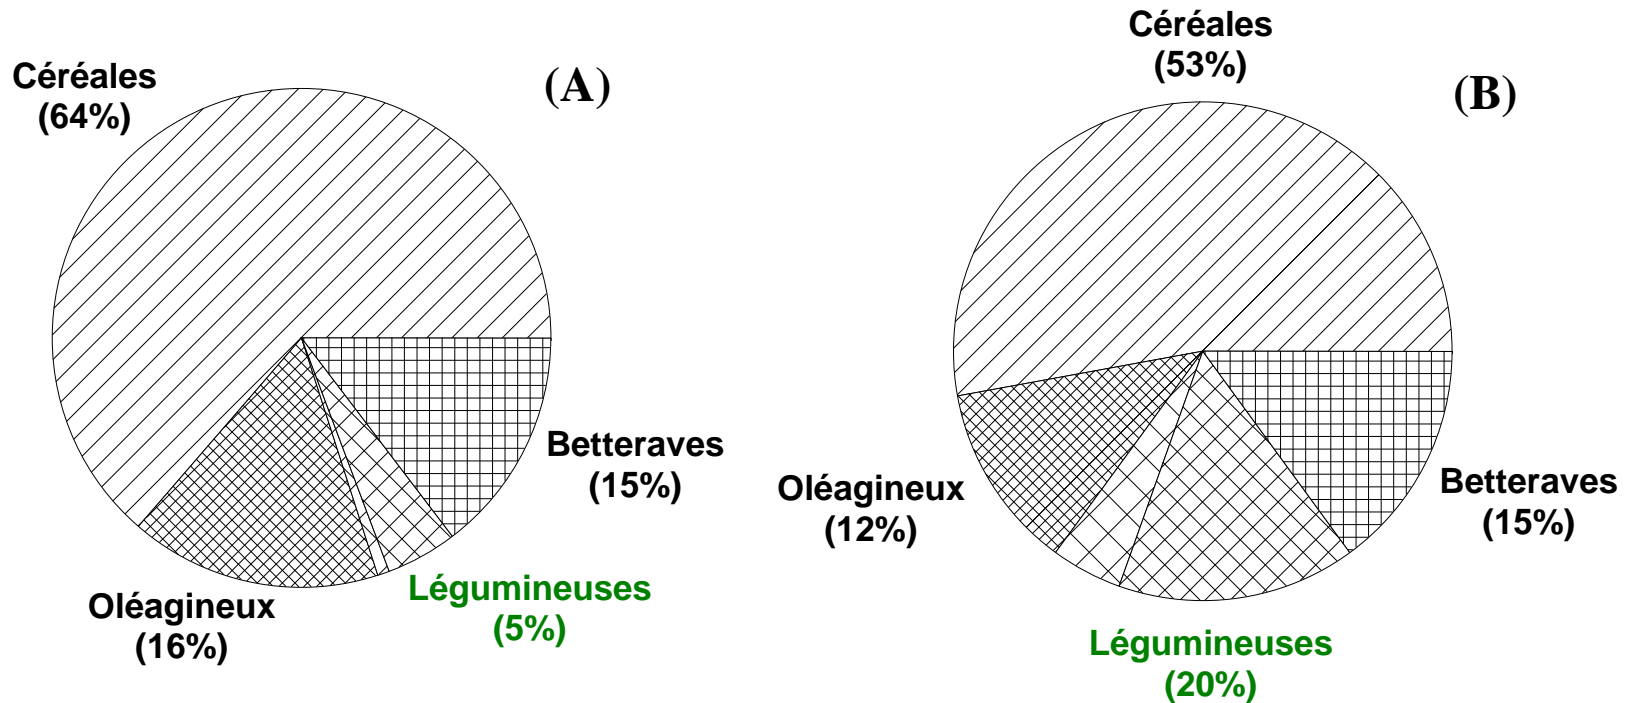 Céréales
(64%)
(A)
Betteraves
(15%)
Légumineuses
(5%)
Oléagineux
(16%)
Céréales
(53%)
(B)
Betteraves
(15%)
Oléagineux
(12%)
Légumineuses
(20%)